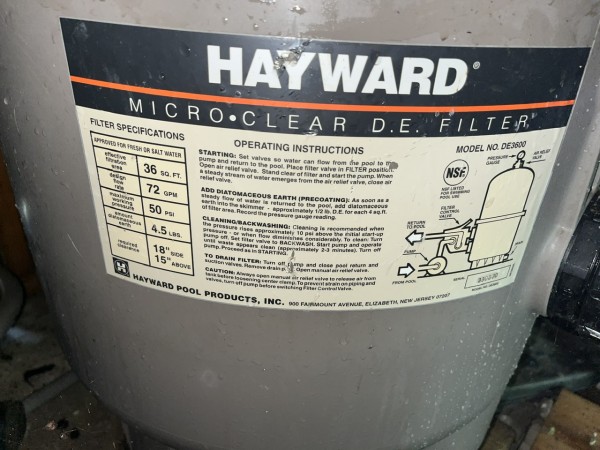 HAYWARD®
MICRO•CLEAR D.E. FILTER
FILTER SPECIFICATIONS
APPROVED FOR FRESH OR SALT WATER
effective filtration area 36 SQ. FT.
design flow rate 72 GPM
maximum working pressure 50 PSI
amount diatomaceous earth 4.5 LBS.
required clearance 18" SIDE
15" ABOVE
OPERATING INSTRUCTIONS
STARTING: Set valves so water can flow from the pool to the
pump and return to the pool. Place filter valve in FILTER position.
Open air relief valve. Stand clear of filter and start the pump. When
a steady stream of water emerges from the air relief valve, close air
relief valve.
ADD DIATOMACEOUS EARTH (PRECOATING): As soon as a
steady flow of water is returned to the pool, add diatomaceous
earth into the skimmer - approximately 1/2 lb. D.E. for each 4 sq.ft.
of filter area. Record the pressure gauge reading.
CLEANING/BACKWASHING: Cleaning is recommended when
the pressure rises approximately 10 psi above the initial start-up
pressure - or when flow diminishes considerably. To clean: Turn
pump off. Set filter valve to BACKWASH. Start pump and operate
until waste appears clean (approximately 2-3 minutes). Turn off
pump. Proceed as in STARTING.
TO DRAIN FILTER: Turn off pump and close pool return and
suction valves. Remove drain p. Open manual air relief valve.
CAUTION: Always open manual air relief valve to release air from
tank before loosening center clamp. To prevent strain on piping and
valves, turn off pump before switching Filter Control Valve.
MODEL NO. DE3600
PRESSURE GAUGE
AIR RELIEF VALVE
NSF®
NSF LISTED
FOR SWIMMING
POOL USE
FILTER
CONTROL
VALVE
RETURN
TO POOL
PUMP
FROM POOL
DRAIN
SERIAL
H
HAYWARD POOL PRODUCTS, INC. 900 FAIRMOUNT AVENUE, ELIZABETH, NEW JERSEY 07207